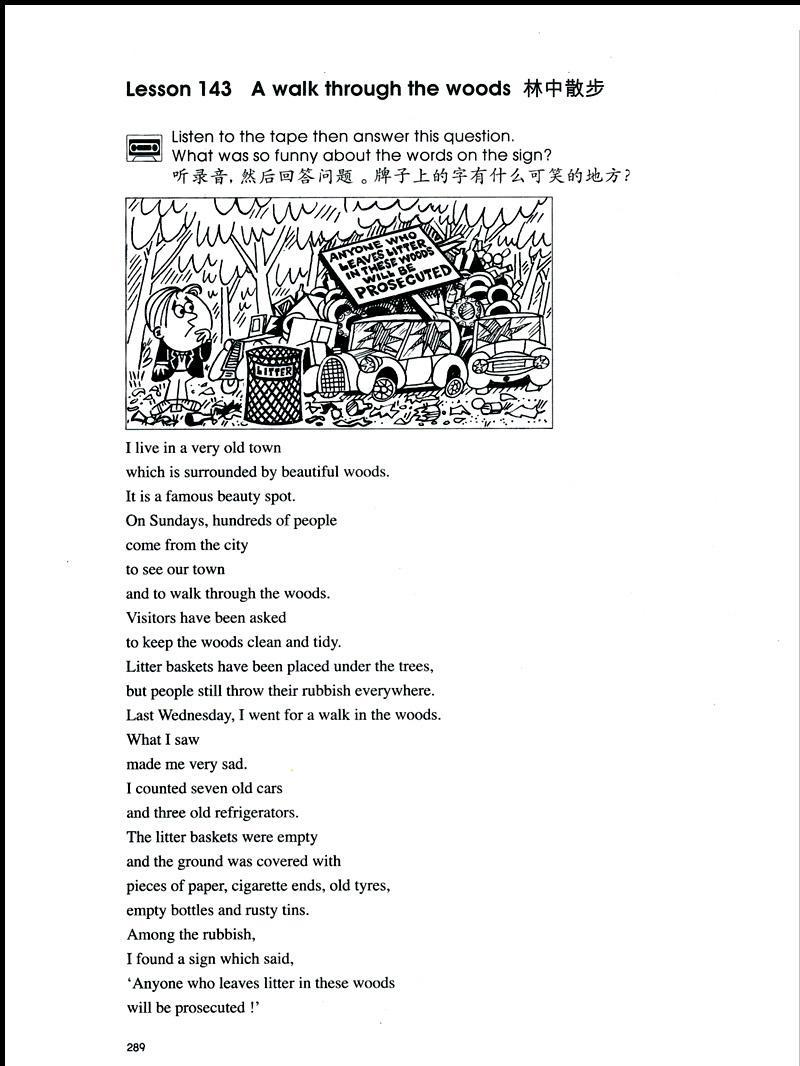 Lesson 143 A walk through the woods 林中散步
Listen to the tape then answer this question.
What was so funny about the words on the sign?
听录音, 然后回答问题 。牌子上的字有什么可笑的地方?
ANYONE WHO
LEAVES LITTER
IN THESE WOODS
WILL BE
PROSECUTED
LITTER
I live in a very old town
which is surrounded by beautiful woods.
It is a famous beauty spot.
On Sundays, hundreds of people
come from the city
to see our town
and to walk through the woods.
Visitors have been asked
to keep the woods clean and tidy.
Litter baskets have been placed under the trees,
but people still throw their rubbish everywhere.
Last Wednesday, I went for a walk in the woods.
What I saw
made me very sad.
I counted seven old cars
and three old refrigerators.
The litter baskets were empty
and the ground was covered with
pieces of paper, cigarette ends, old tyres,
empty bottles and rusty tins.
Among the rubbish,
I found a sign which said,
‘Anyone who leaves litter in these woods
will be prosecuted !’
289